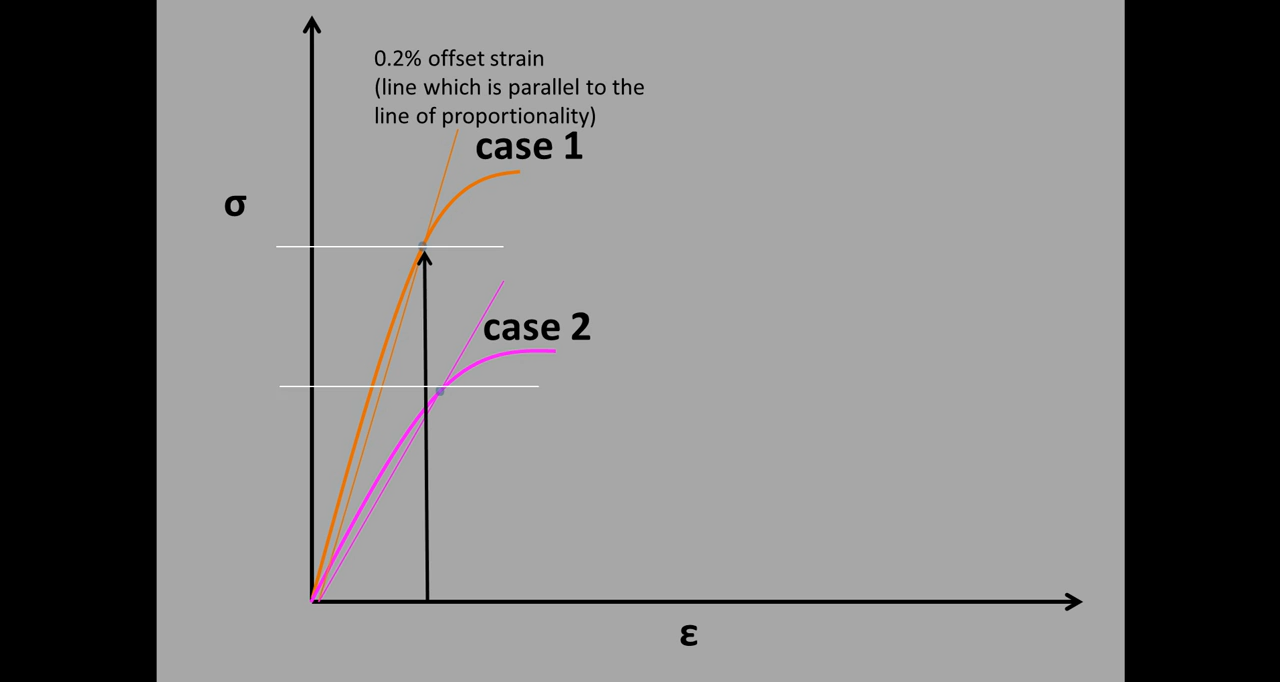 0.2% offset strain
(line which is parallel to the
line of proportionality)
case 1
σ
case 2
ε